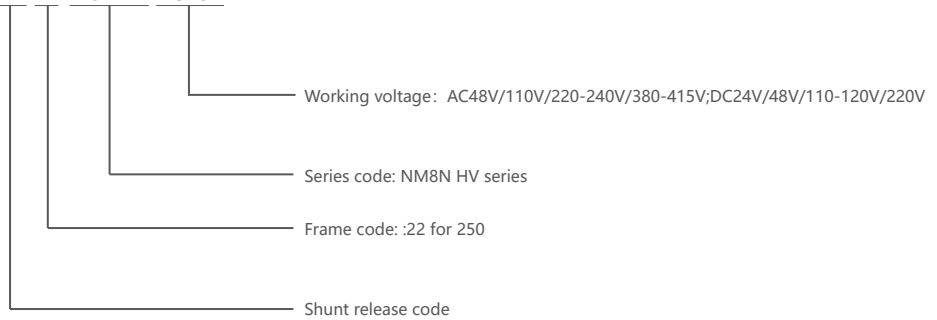 Working voltage：AC48V/110V/220-240V/380-415V;DC24V/48V/110-120V/220V
Series code: NM8N HV series
Frame code: :22 for 250
Shunt release code